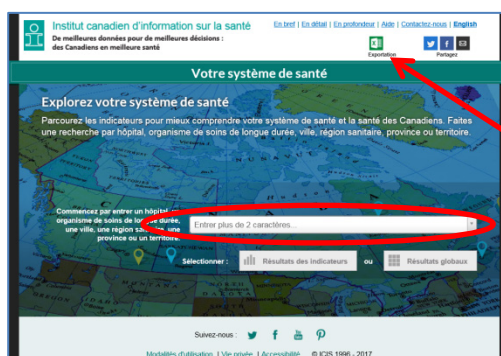 Institut canadien d'information sur la santé
De meilleures données pour de meilleures décisions :
des Canadiens en meilleure santé
En bref | En détail | En profondeur | Aide | Contactez-nous | English
Exportation
Partagez
Votre système de santé
Explorez votre système de santé
Parcourez les indicateurs pour mieux comprendre votre système de santé et la santé des Canadiens. Faites
une recherche par hôpital, organisme de soins de longue durée, ville, région sanitaire, province ou territoire.
Commencez par entrer un hôpital, un
organisme de soins de longue durée,
une ville, une région sanitaire, une
province ou un territoire.
Entrer plus de 2 caractères...
Sélectionner :
Résultats des indicateurs
ou
Résultats globaux
Suivez-nous :
Modalités d'utilisation | Vie privée | Accessibilité © ICIS 1996 - 2017